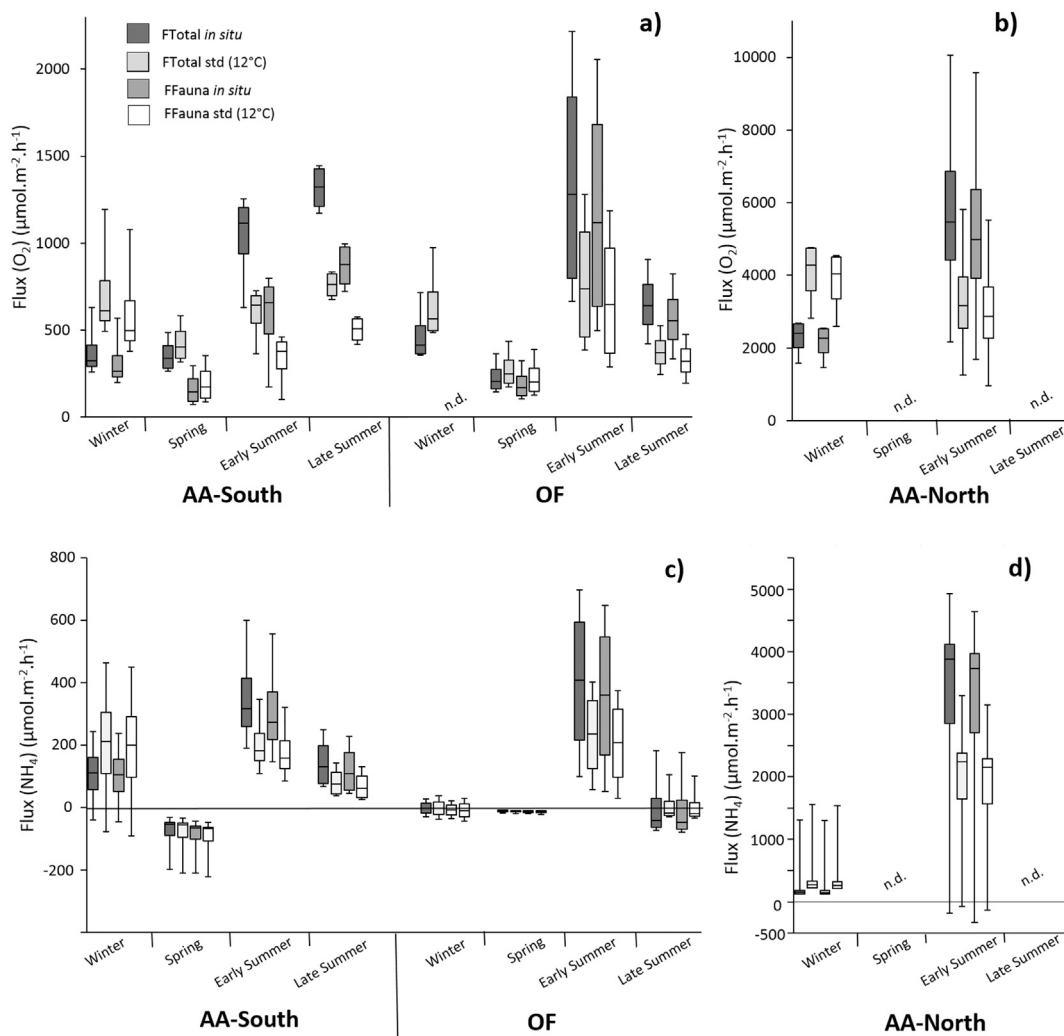 a)
FTotal in situ
FTotal std (12°C)
FFauna in situ
FFauna std (12°C)
Flux (O₂) (µmol.m⁻².h⁻¹)
2000
1500
1000
500
0
n.d.
Winter
Spring
Early Summer
Late Summer
Winter
Spring
Early Summer
Late Summer
AA-South
OF
b)
Flux (O₂) (µmol.m⁻².h⁻¹)
10000
8000
6000
4000
2000
0
n.d.
n.d.
Winter
Spring
Early Summer
Late Summer
AA-North
c)
Flux (NH₄) (µmol.m⁻².h⁻¹)
800
600
400
200
0
-200
Winter
Spring
Early Summer
Late Summer
Winter
Spring
Early Summer
Late Summer
AA-South
OF
d)
Flux (NH₄) (µmol.m⁻².h⁻¹)
5000
4000
3000
2000
1000
0
-500
n.d.
n.d.
Winter
Spring
Early Summer
Late Summer
AA-North